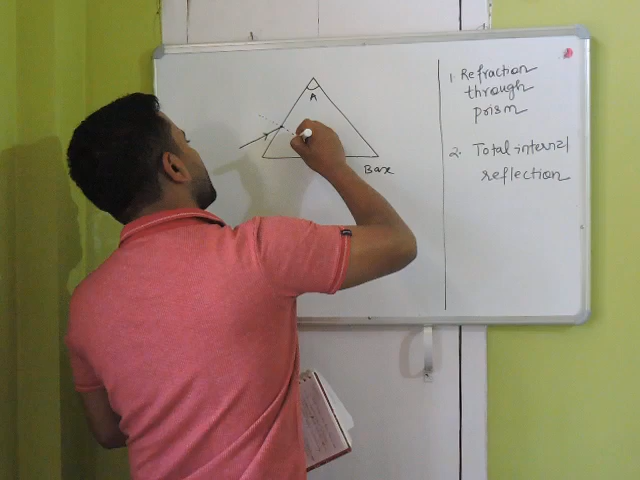 A
Base
1. Refraction
through
prism
2. Total internal
reflection